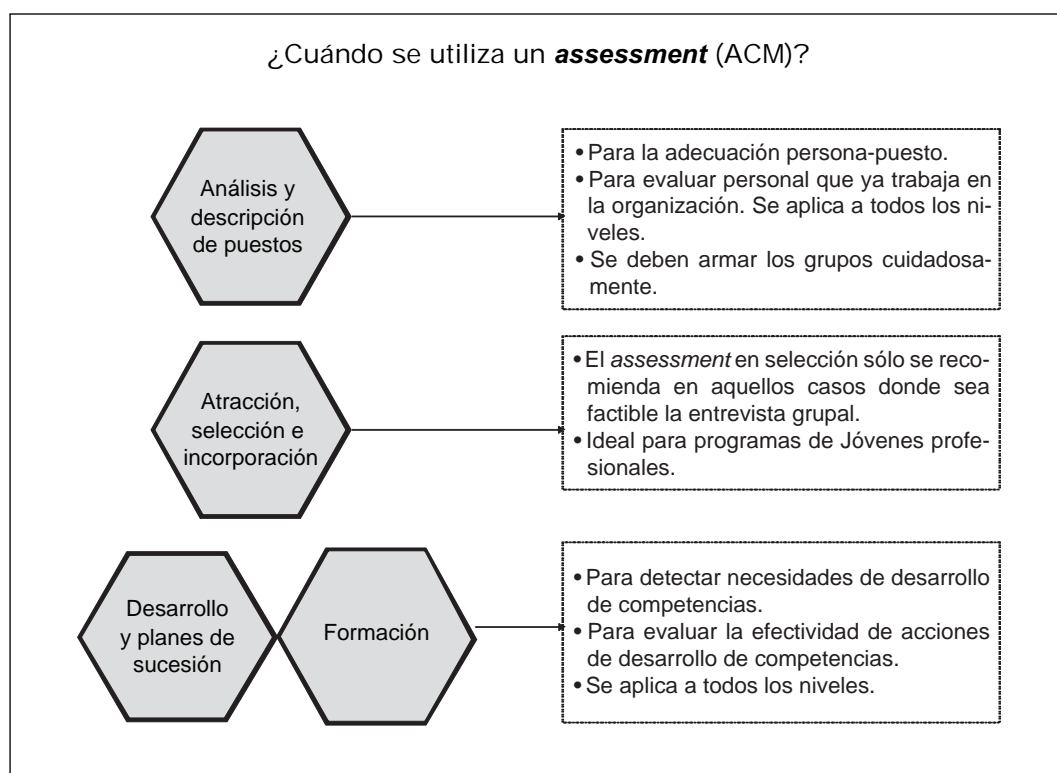 ¿Cuándo se utiliza un assessment (ACM)?
Análisis y
descripción
de puestos
• Para la adecuación persona-puesto.
• Para evaluar personal que ya trabaja en
la organización. Se aplica a todos los ni-
veles.
• Se deben armar los grupos cuidadosa-
mente.
Atracción,
selección e
incorporación
• El assessment en selección sólo se reco-
mienda en aquellos casos donde sea
factible la entrevista grupal.
• Ideal para programas de Jóvenes profe-
sionales.
Desarrollo
y planes de
sucesión
Formación
• Para detectar necesidades de desarrollo
de competencias.
• Para evaluar la efectividad de acciones
de desarrollo de competencias.
• Se aplica a todos los niveles.